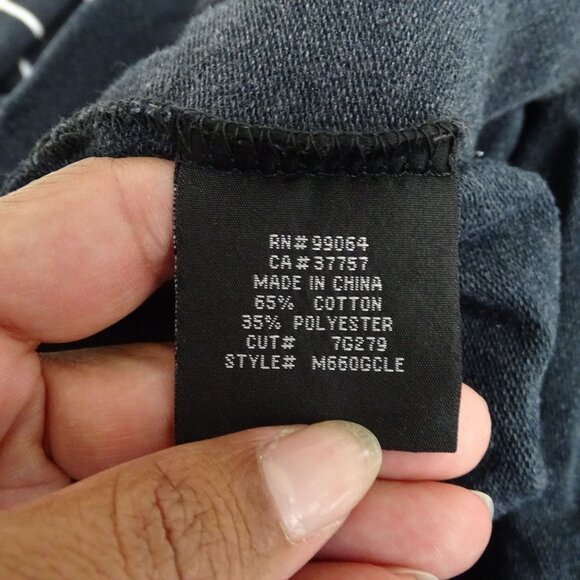 RN# 99064
CA# 37757
MADE IN CHINA
65% COTTON
35% POLYESTER
CUT# 7G279
STYLE# M660GCLE